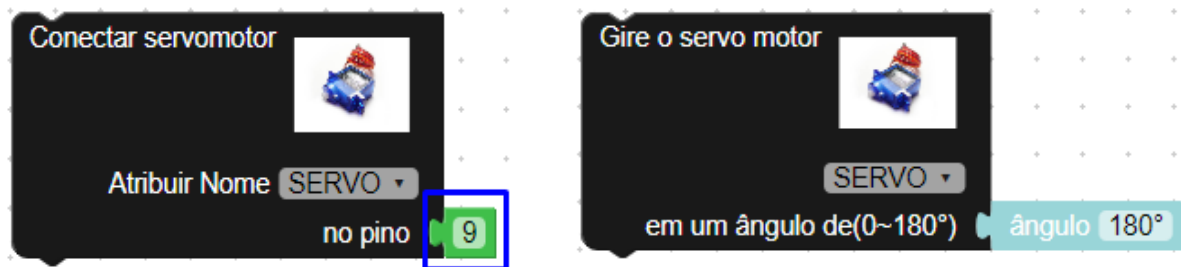 Conectar servomotor
Atribuir Nome SERVO
no pino 9
Gire o servo motor
SERVO
em um ângulo de(0~180°) ângulo 180°